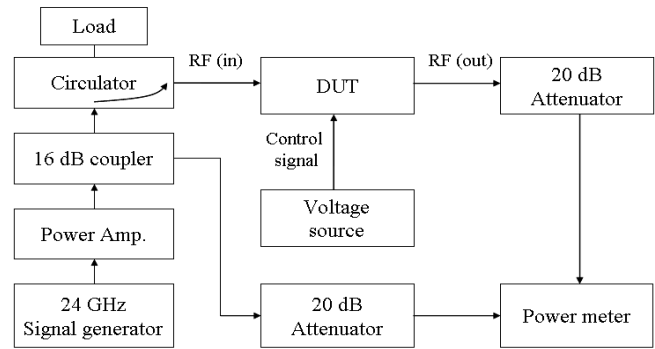 Load
Circulator
RF (in)
DUT
RF (out)
20 dB
Attenuator
Control
signal
16 dB coupler
Voltage
source
Power Amp.
24 GHz
Signal generator
20 dB
Attenuator
Power meter